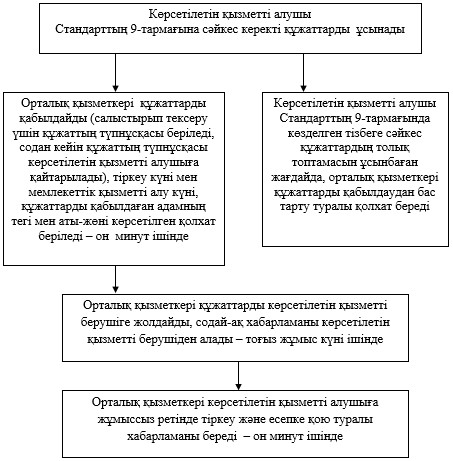 Көрсетілетін қызметті алушы
Стандарттың 9-тармағына сәйкес керекті құжаттарды ұсынады
Орталық қызметкері құжаттарды
қабылдайды (салыстырып тексеру
үшін құжаттың түпнұсқасы беріледі,
содан кейін құжаттың түпнұсқасы
көрсетілетін қызметті алушыға
қайтарылады), тіркеу күні мен
мемлекеттік қызметті алу күні,
құжаттарды қабылдаған адамның
тегі мен аты-жөні көрсетілген қолхат
беріледі – он минут ішінде
Көрсетілетін қызметті алушы
Стандарттың 9-тармағында
көзделген тізбеге сәйкес
құжаттардың толық
топтамасын ұсынбаған
жағдайда, орталық қызметкері
құжаттарды қабылдаудан бас
тарту туралы қолхат береді
Орталық қызметкері құжаттарды көрсетілетін қызметті
берушіге жолдайды, содай-ақ хабарламаны көрсетілетін
қызметті берушіден алады – тоғыз жұмыс күні ішінде
Орталық қызметкері көрсетілетін қызметті алушыға
жұмыссыз ретінде тіркеу және есепке қою туралы
хабарламаны береді – он минут ішінде